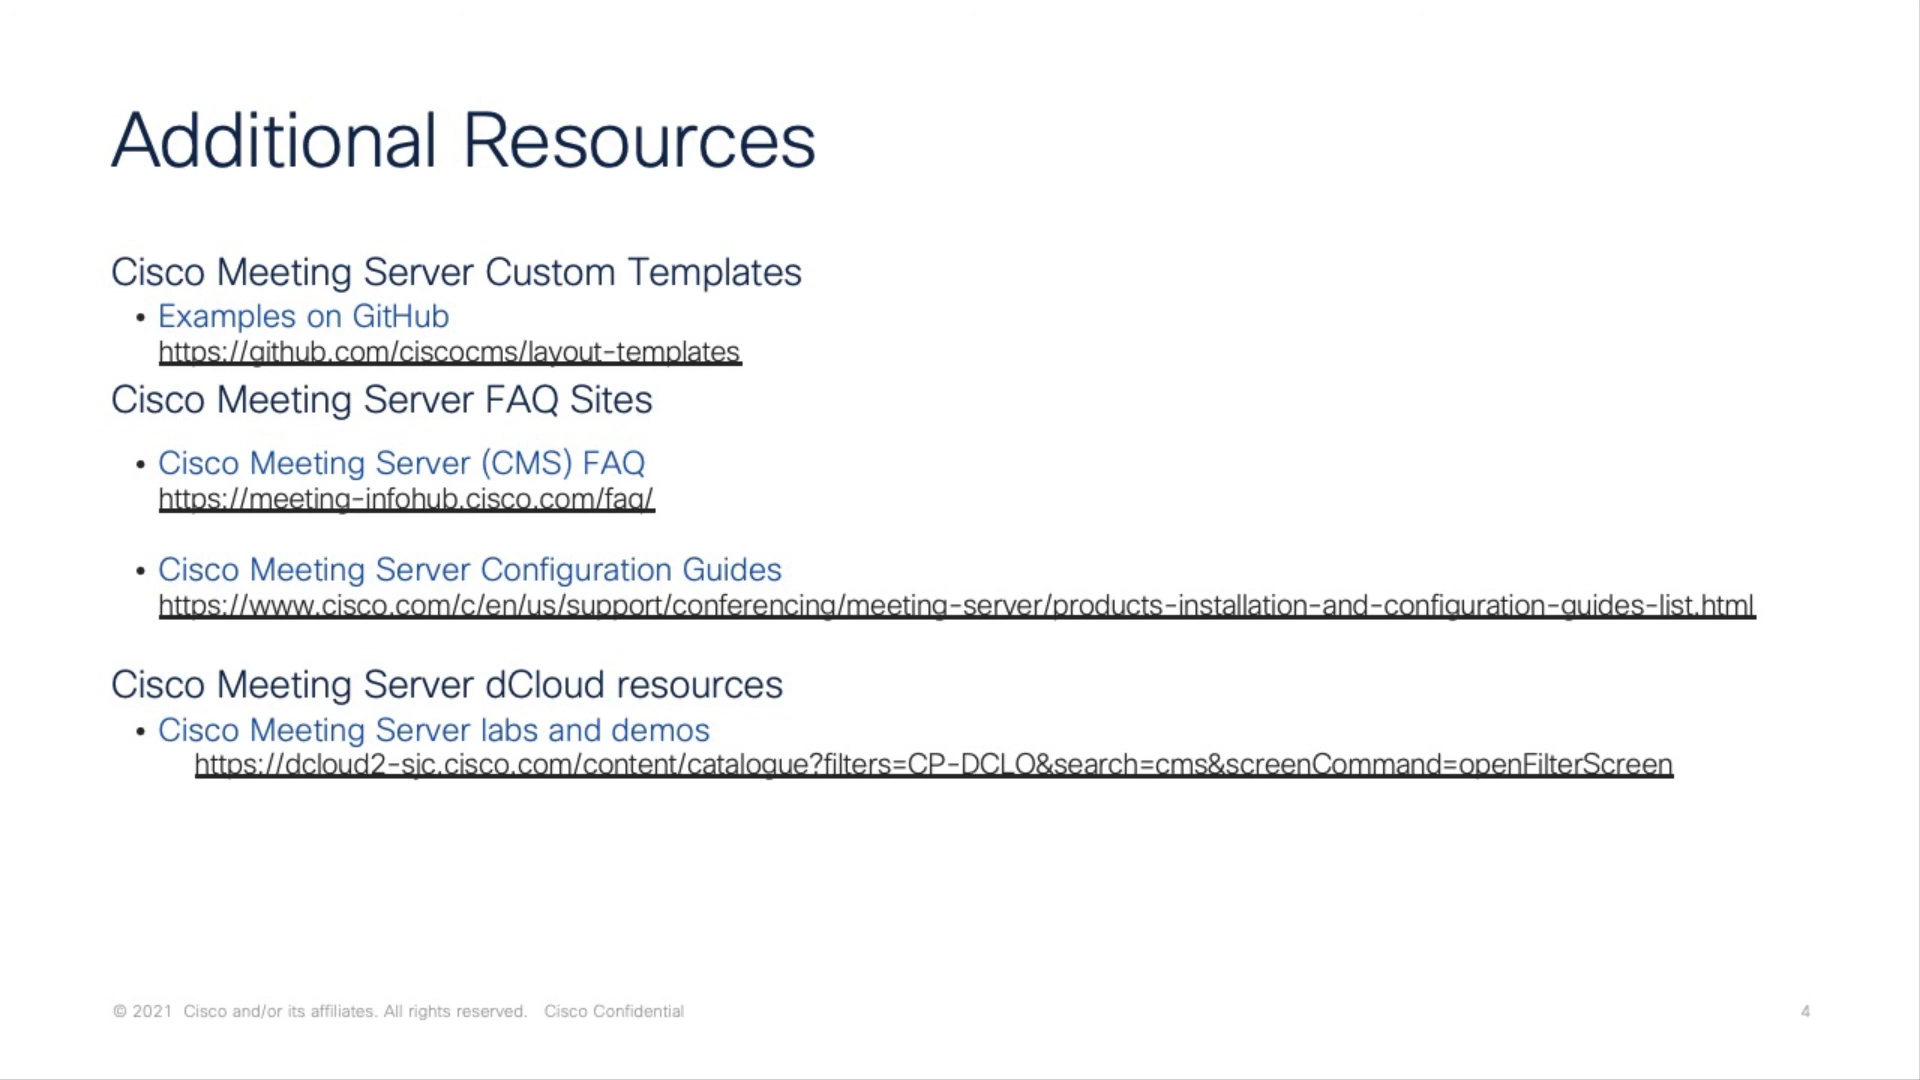 Additional Resources
Cisco Meeting Server Custom Templates
• Examples on GitHub
https://github.com/ciscocms/layout-templates
Cisco Meeting Server FAQ Sites
• Cisco Meeting Server (CMS) FAQ
https://meeting-infohub.cisco.com/faq/
• Cisco Meeting Server Configuration Guides
https://www.cisco.com/c/en/us/support/conferencing/meeting-server/products-installation-and-configuration-guides-list.html
Cisco Meeting Server dCloud resources
• Cisco Meeting Server labs and demos
https://dcloud2-sjc.cisco.com/content/catalogue?filters=CP-DCLO&search=cms&screenCommand=openFilterScreen
© 2021 Cisco and/or its affiliates. All rights reserved. Cisco Confidential
4